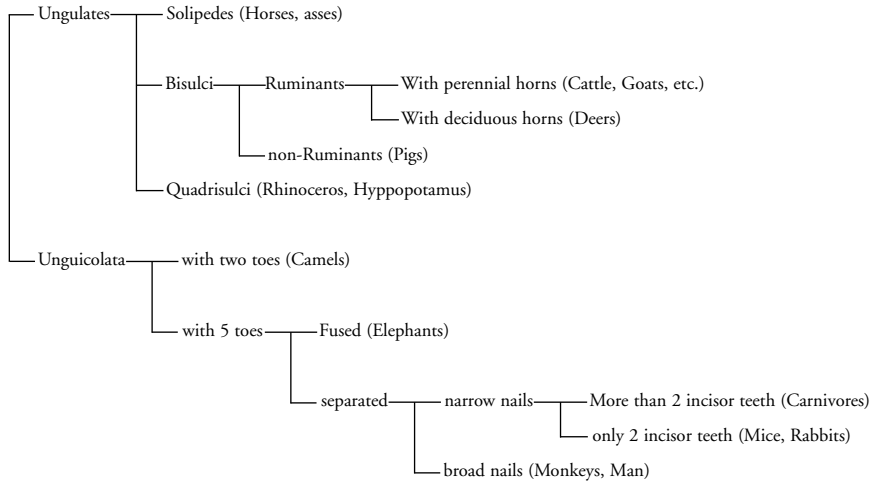 Ungulates Solipedes (Horses, asses)
Bisulci Ruminants With perennial horns (Cattle, Goats, etc.)
With deciduous horns (Deers)
non-Ruminants (Pigs)
Quadrisulci (Rhinoceros, Hyppopotamus)
Unguicolata with two toes (Camels)
with 5 toes Fused (Elephants)
separated narrow nails More than 2 incisor teeth (Carnivores)
only 2 incisor teeth (Mice, Rabbits)
broad nails (Monkeys, Man)